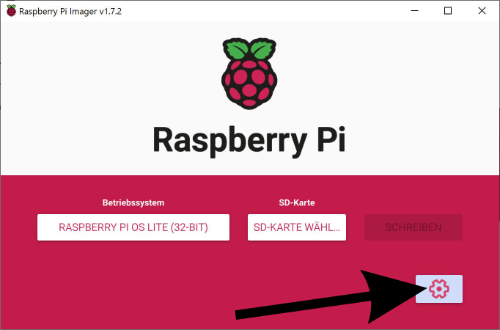 Raspberry Pi Imager v1.7.2
Raspberry Pi
Betriebssystem
SD-Karte
RASPBERRY PI OS LITE (32-BIT)
SD-KARTE WÄHL...
SCHREIBEN